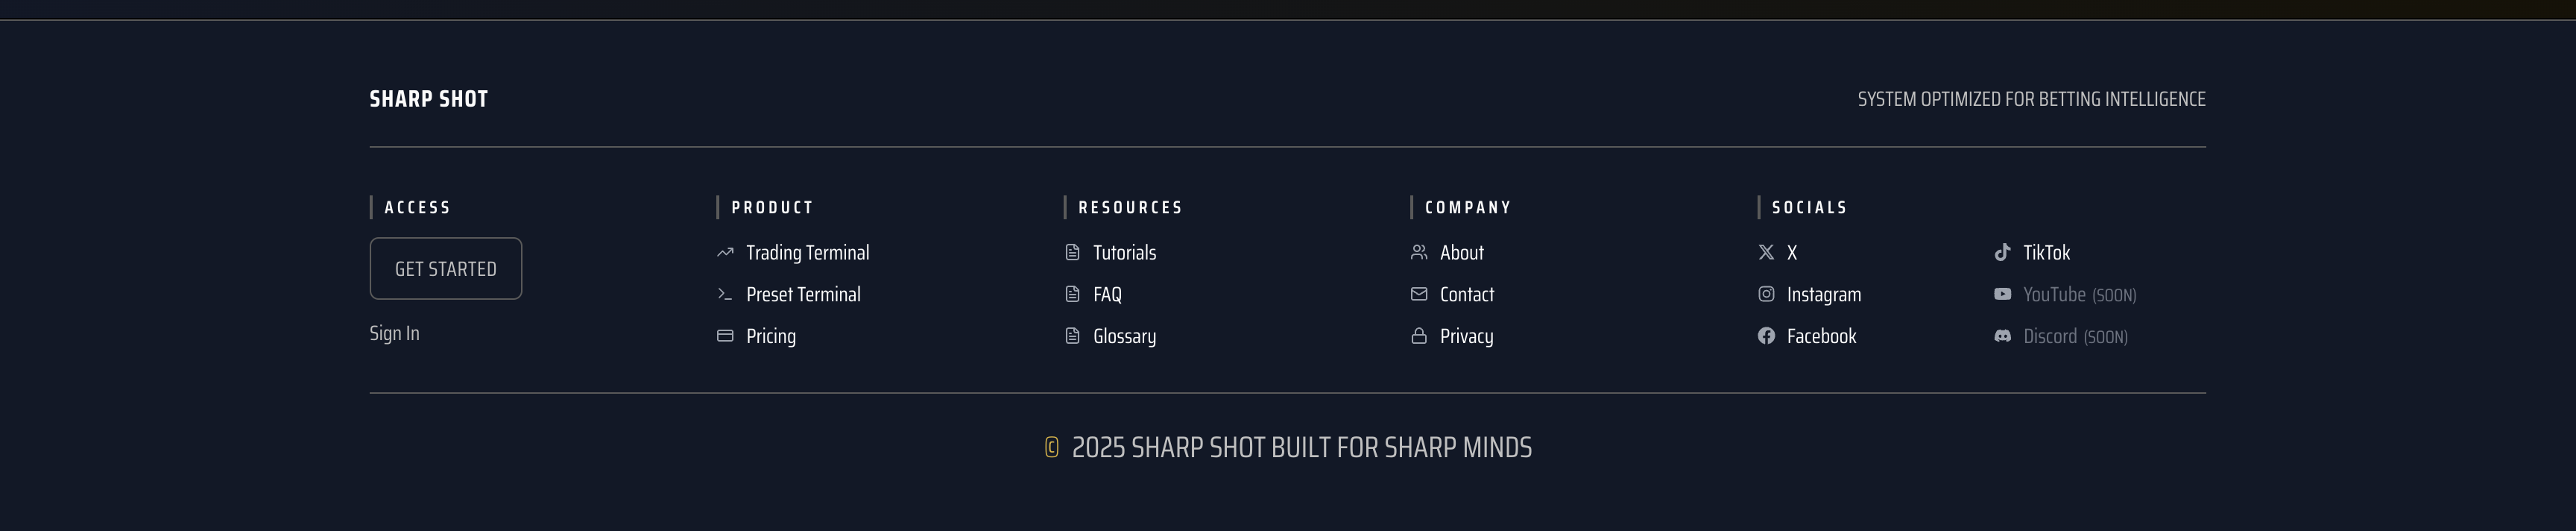 SHARP SHOT
SYSTEM OPTIMIZED FOR BETTING INTELLIGENCE
ACCESS
GET STARTED
Sign In
PRODUCT
Trading Terminal
Preset Terminal
Pricing
RESOURCES
Tutorials
FAQ
Glossary
COMPANY
About
Contact
Privacy
SOCIALS
X
Instagram
Facebook
TikTok
YouTube (SOON)
Discord (SOON)
© 2025 SHARP SHOT BUILT FOR SHARP MINDS